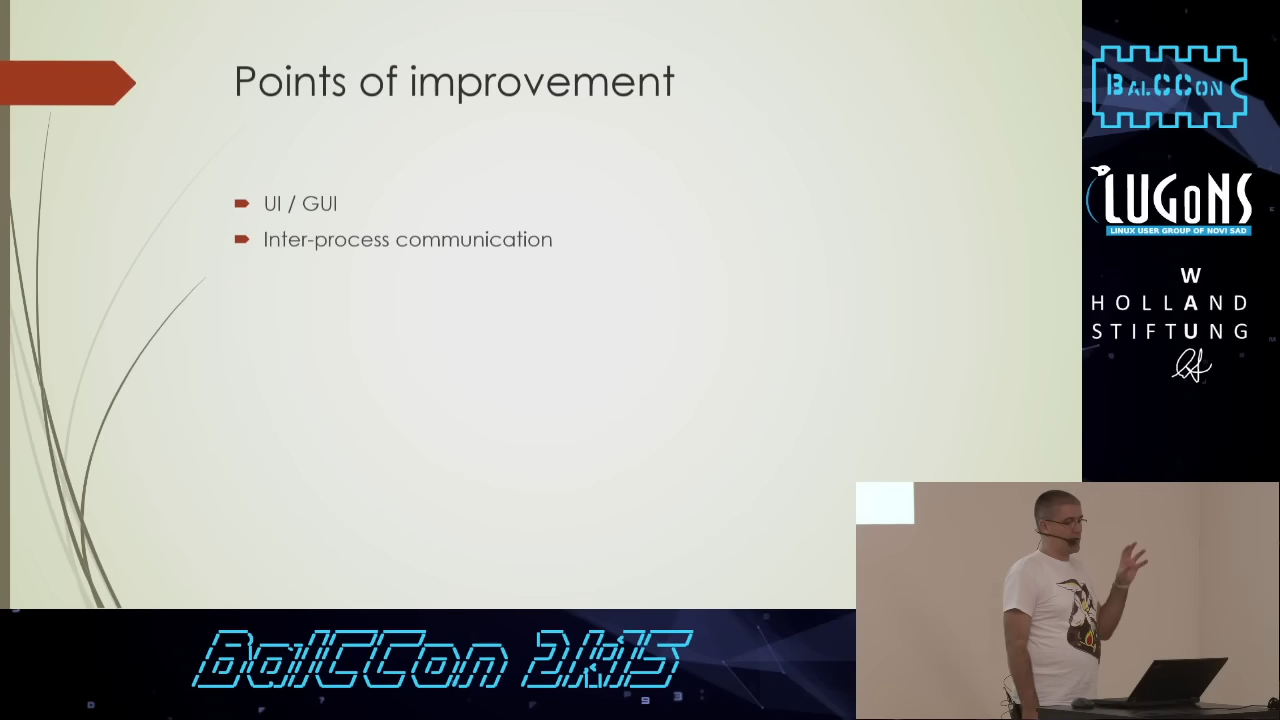 Points of improvement
UI / GUI
Inter-process communication
BALCCON
LUGONS
LINUX USER GROUP OF NOVI SAD
W
HOLLAND
A
STIFTUNG
BalCCon 2k15